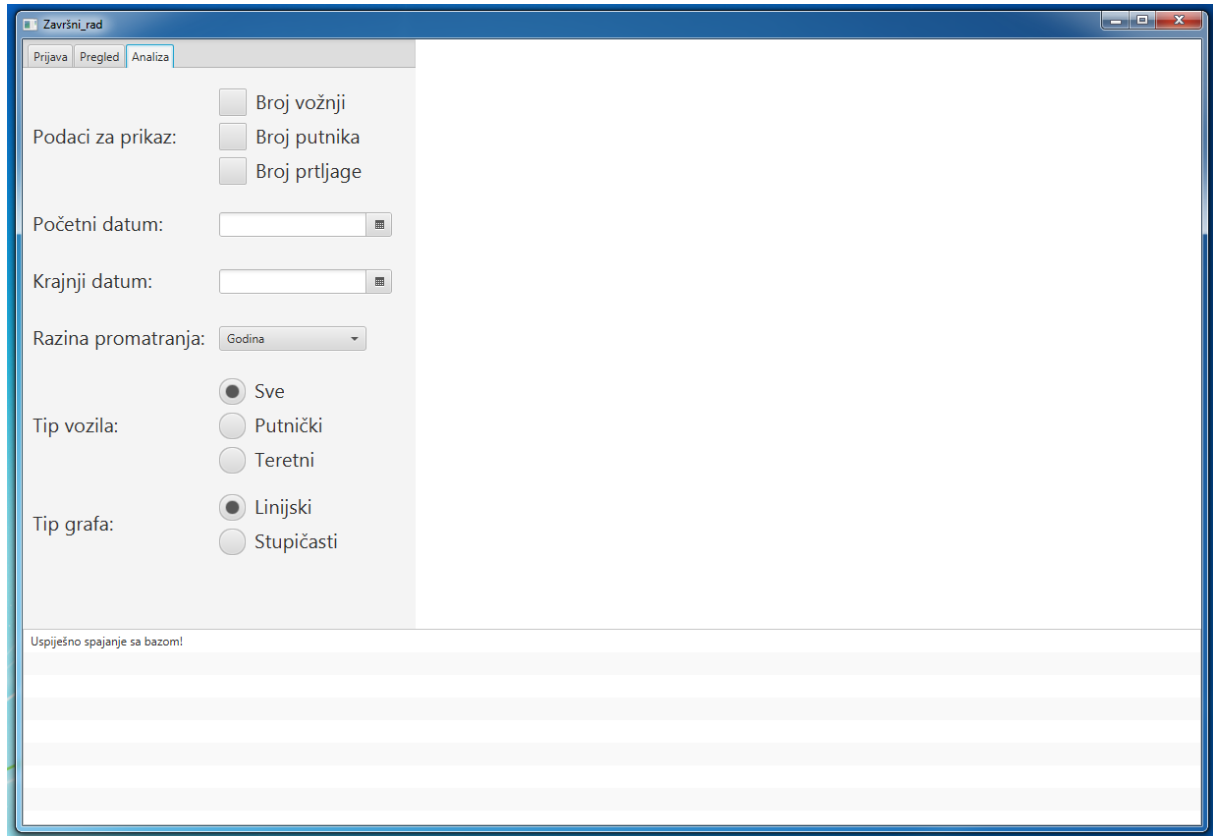 Završni_rad
Prijava Pregled Analiza
Podaci za prikaz:
Broj vožnji
Broj putnika
Broj prtljage
Početni datum:
Krajnji datum:
Razina promatranja: Godina
Tip vozila:
Sve
Putnički
Teretni
Tip grafa:
Linijski
Stupičasti
Uspiješno spajanje sa bazom!